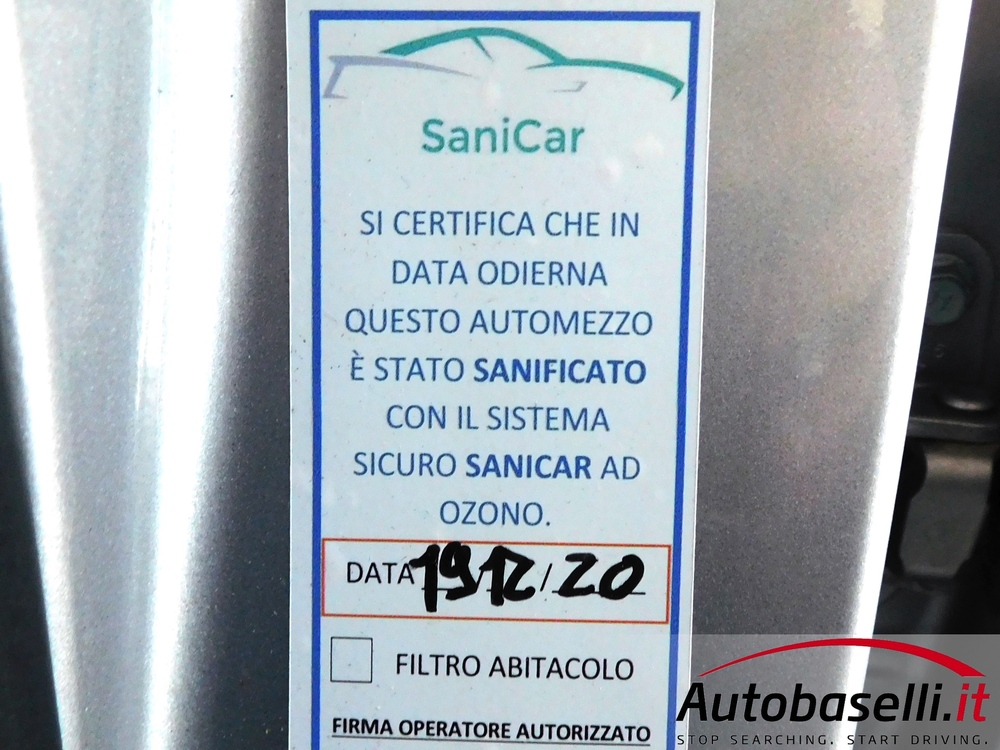 SaniCar
SI CERTIFICA CHE IN
DATA ODIERNA
QUESTO AUTOMEZZO
È STATO SANIFICATO
CON IL SISTEMA
SICURO SANICAR AD
OZONO.
DATA 19/12/20
FILTRO ABITACOLO
FIRMA OPERATORE AUTORIZZATO
Autobaselli.it
STOP SEARCHING. START DRIVING.